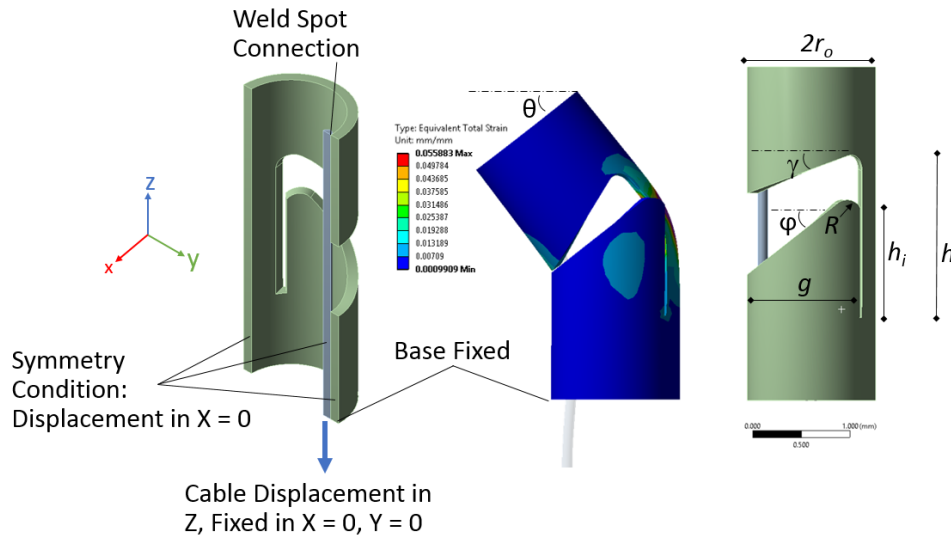 Weld Spot
Connection
z
x
y
Symmetry
Condition:
Displacement in X = 0
Base Fixed
Cable Displacement in
Z, Fixed in X = 0, Y = 0
θ
Type: Equivalent Total Strain
Unit: mm/mm
0.055883 Max
0.049784
0.043685
0.037585
0.031486
0.025387
0.019288
0.013189
0.00709
0.0009909 Min
2rₒ
γ
φ
R
hᵢ
h
g
0.000
1.000 (mm)
0.500